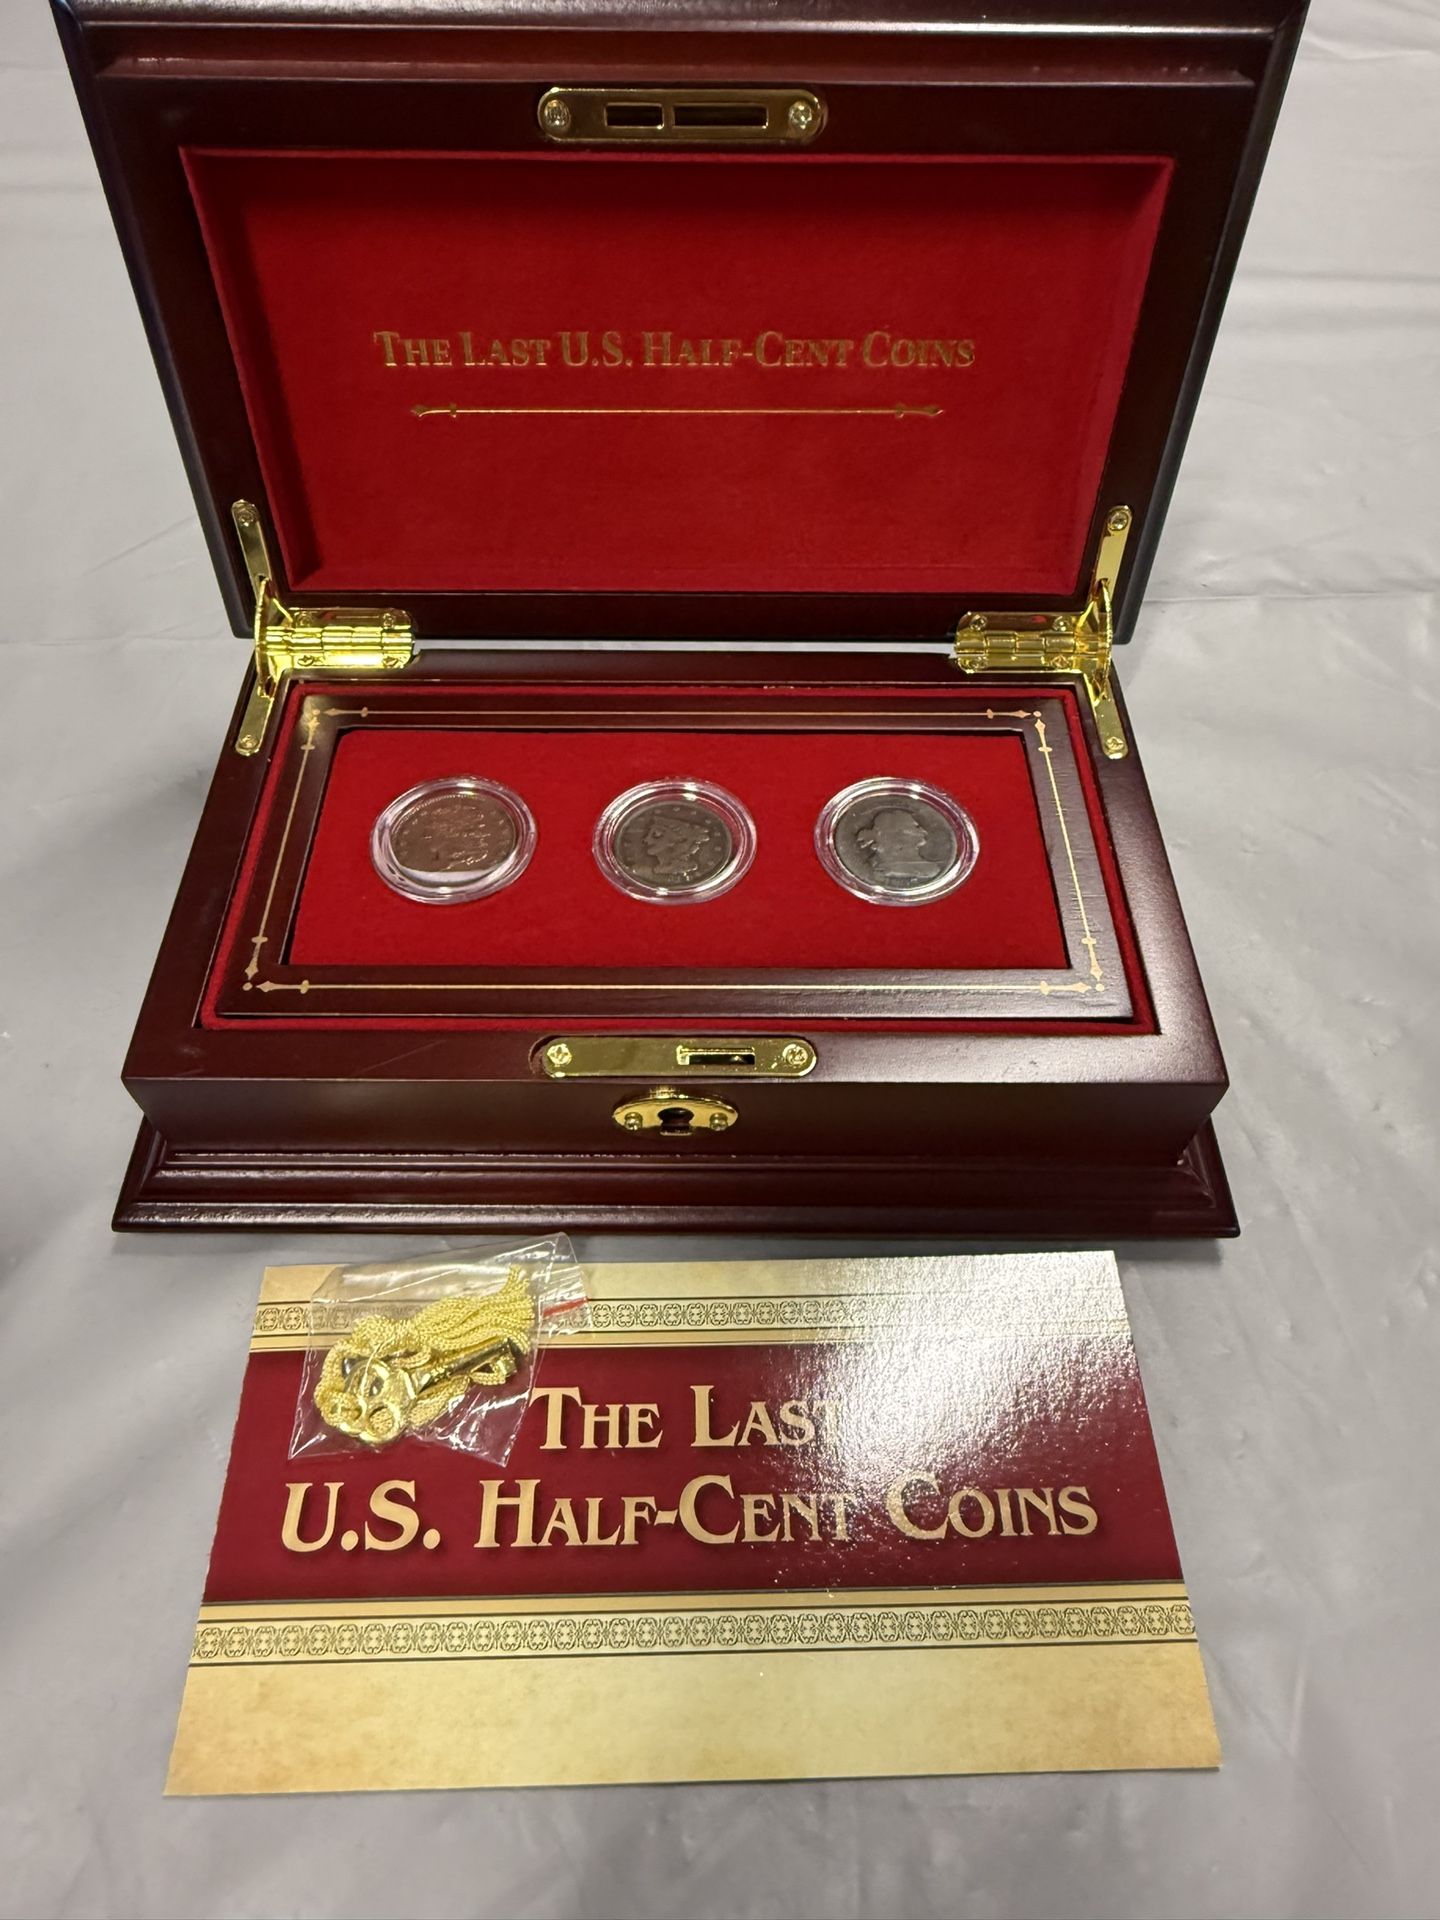 The Last U.S. Half-Cent Coins
The Last
U.S. Half-Cent Coins